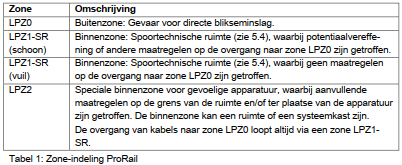 Zone Omschrijving
LPZ0 Buitenzone: Gevaar voor directe blikseminslag.
LPZ1-SR Binnenzone: Spoortechnische ruimte (zie 5.4), waarbij potentiaalvereffe-
(schoon) ning of andere maatregelen op de overgang naar zone LPZ0 zijn getroffen.
LPZ1-SR Binnenzone: Spoortechnische ruimte (zie 5.4), waarbij geen maatregelen
(vuil) op de overgang naar zone LPZ0 zijn getroffen.
LPZ2 Speciale binnenzone voor gevoelige apparatuur, waarbij aanvullende
maatregelen op de grens van de ruimte en/of ter plaatse van de apparatuur
zijn getroffen. De binnenzone kan een ruimte of een systeemkast zijn.
De overgang van kabels naar zone LPZ0 loopt altijd via een zone LPZ1-
SR.
Tabel 1: Zone-indeling ProRail